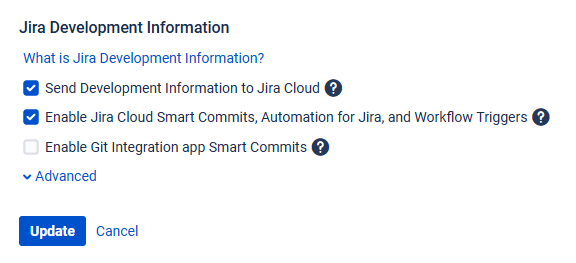 Jira Development Information
What is Jira Development Information?
Send Development Information to Jira Cloud ?
Enable Jira Cloud Smart Commits, Automation for Jira, and Workflow Triggers ?
Enable Git Integration app Smart Commits ?
Advanced
Update Cancel